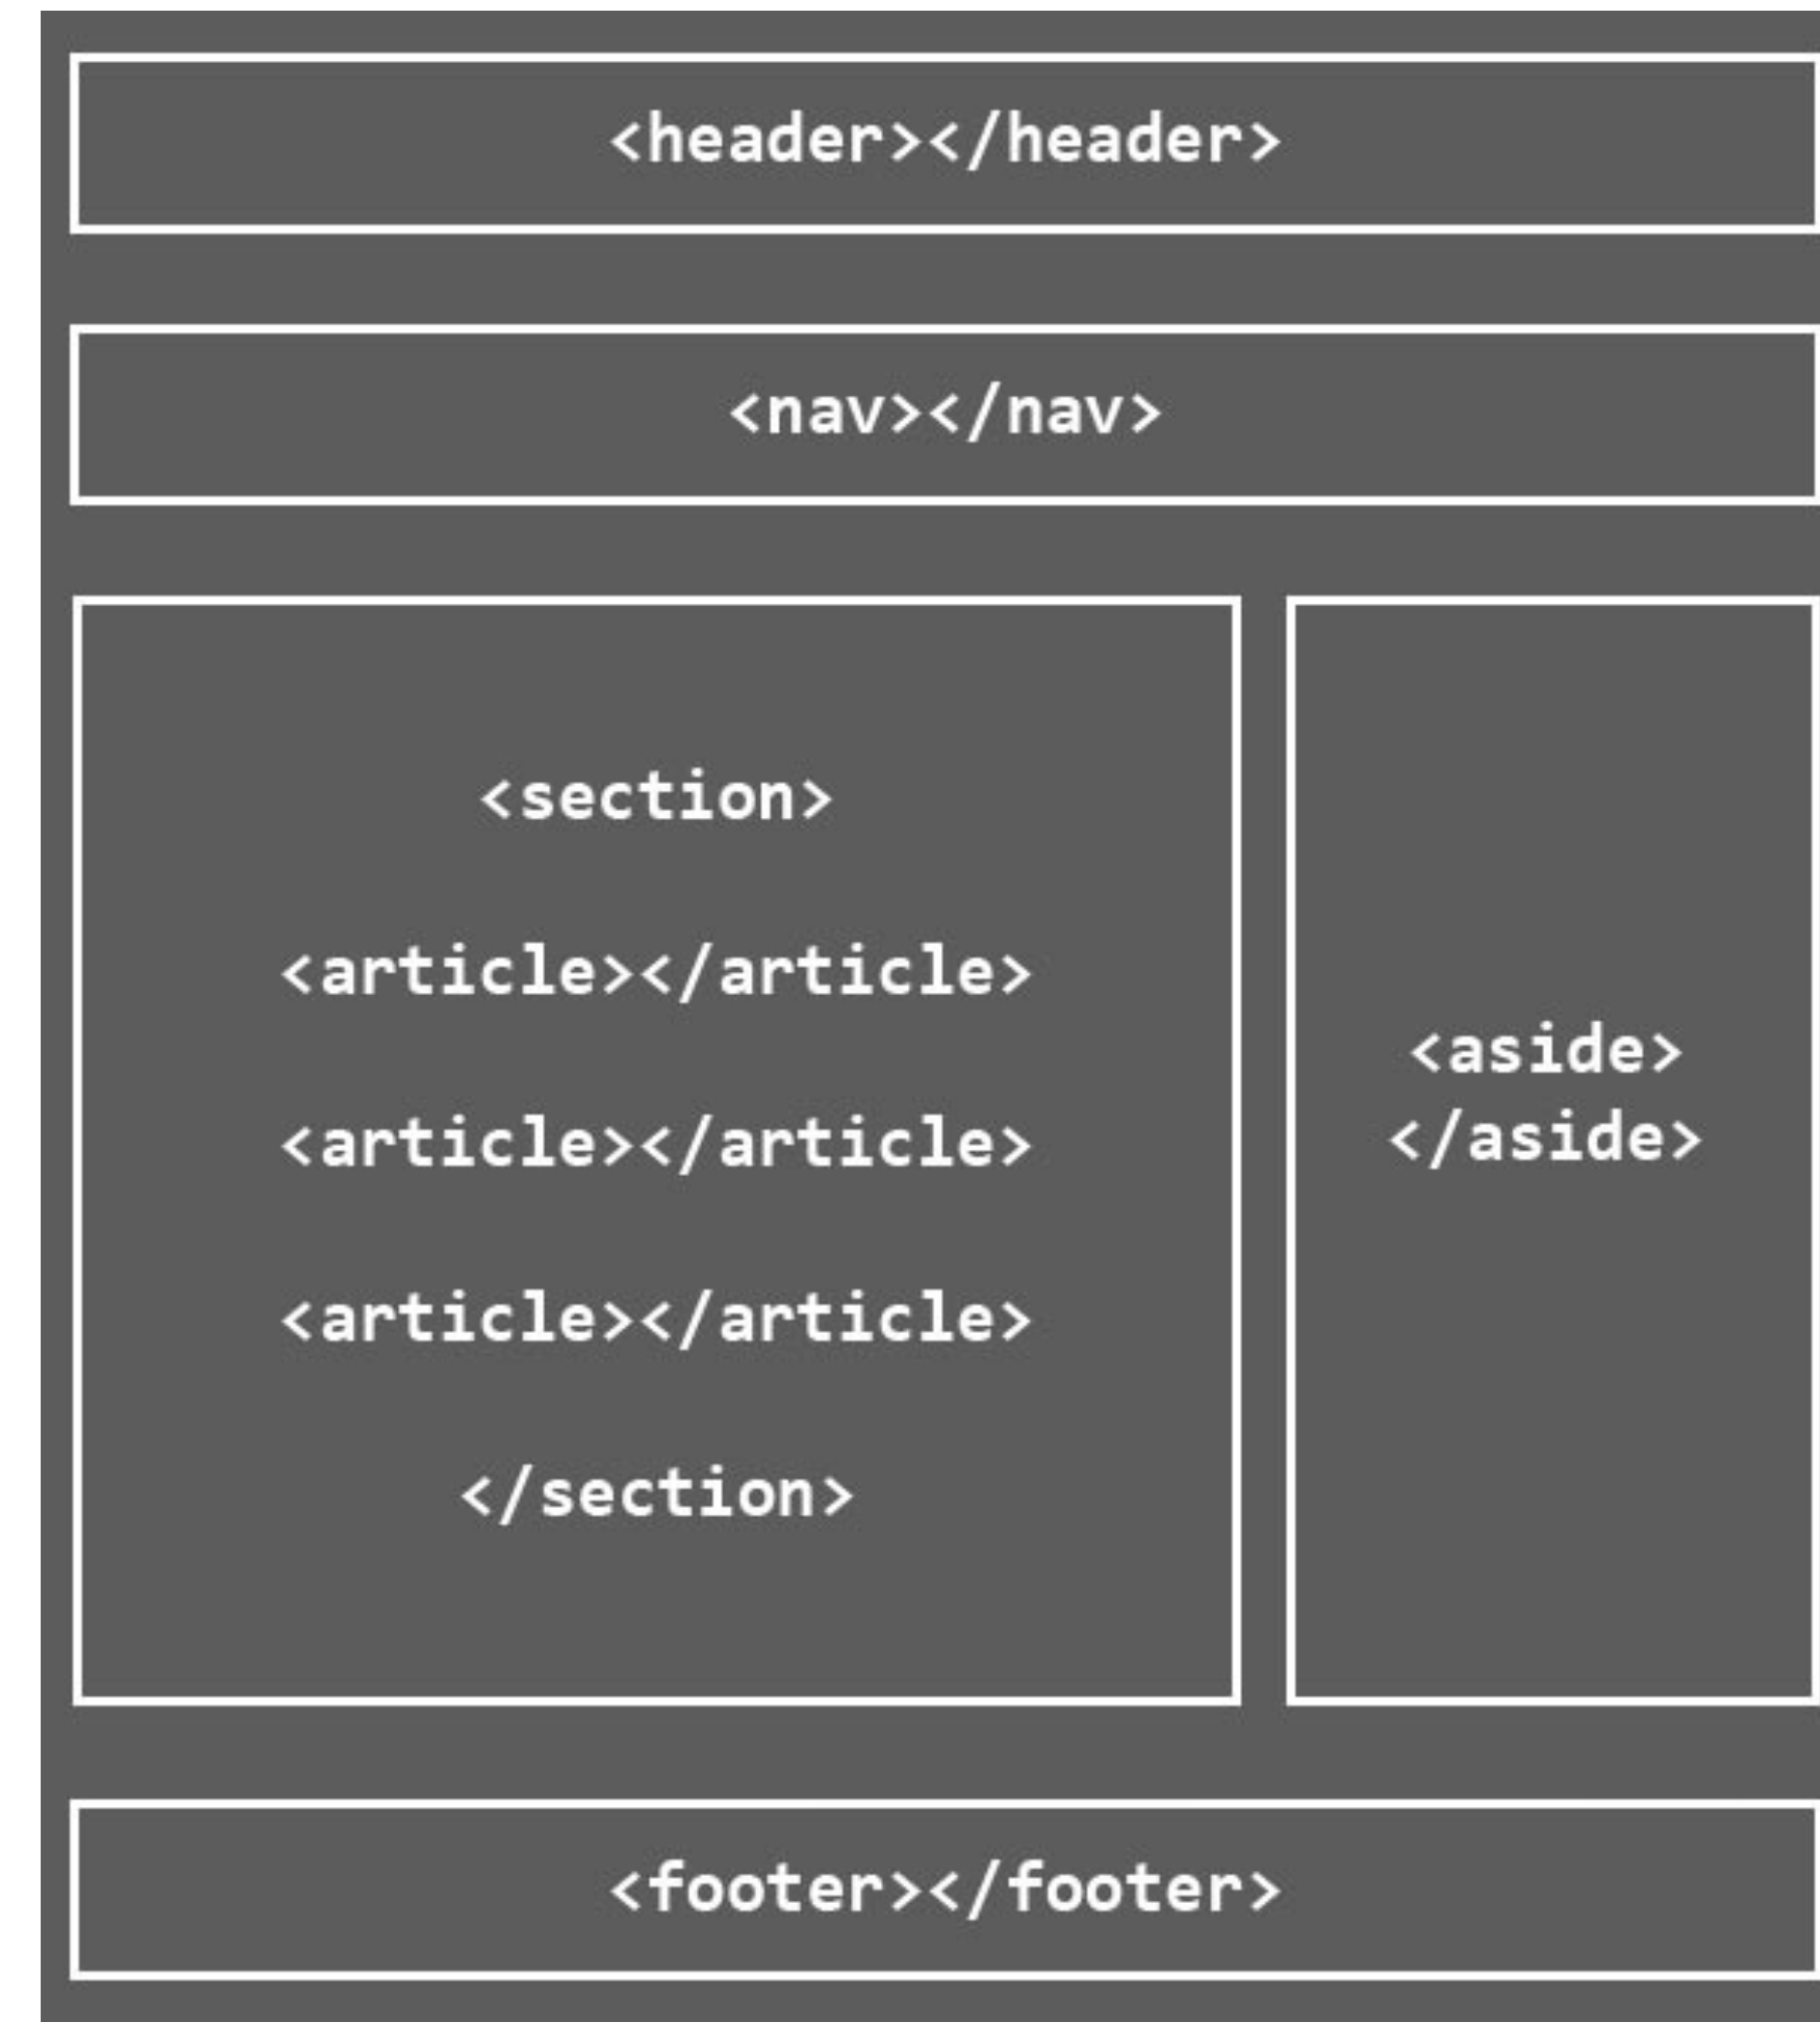 <header></header>
<nav></nav>
<section>
<article></article>
<article></article>
<article></article>
</section>
<aside>
</aside>
<footer></footer>